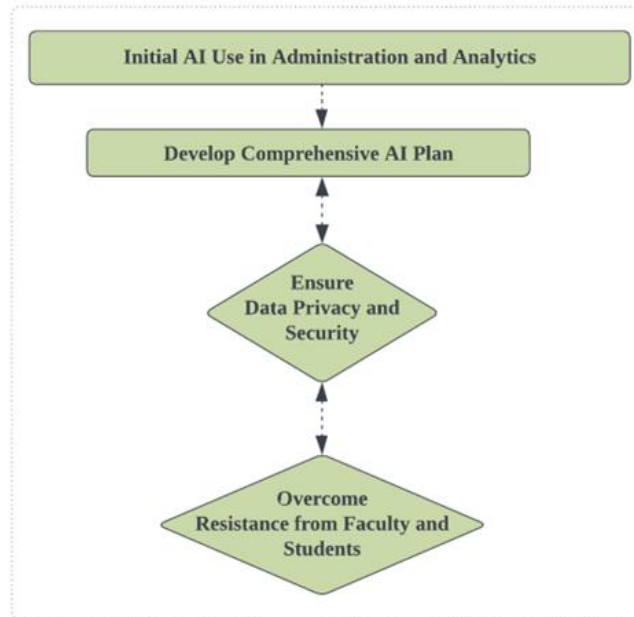 Initial AI Use in Administration and Analytics
Develop Comprehensive AI Plan
Ensure
Data Privacy and
Security
Overcome
Resistance from Faculty and
Students